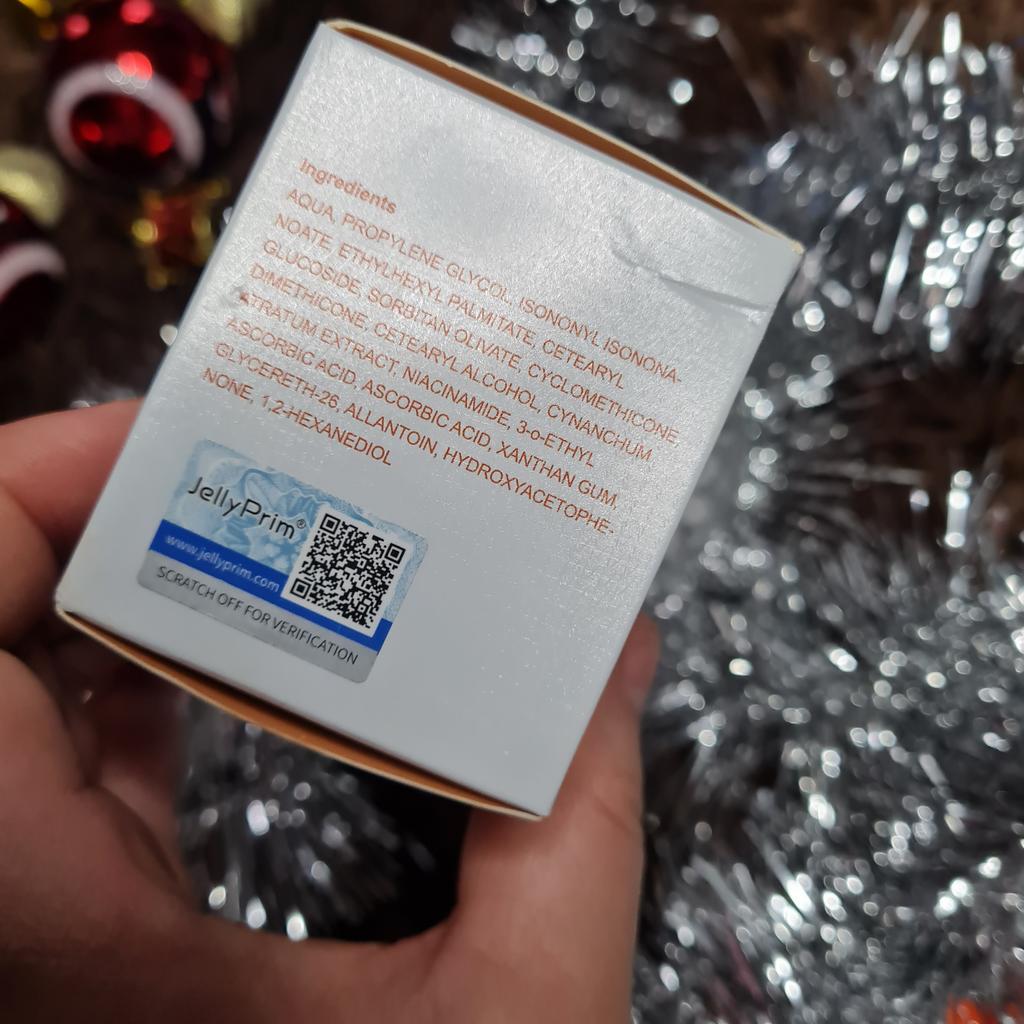 Ingredients
AQUA, PROPYLENE GLYCOL, ISONONYL ISONONA-
NOATE, ETHYLHEXYL PALMITATE, CETEARYL
GLUCOSIDE, SORBITAN OLIVATE, CYCLOMETHICONE,
DIMETHICONE, CETEARYL ALCOHOL, CYNANCHUM
ATRATUM EXTRACT, NIACINAMIDE, 3-o-ETHYL
ASCORBIC ACID, ASCORBIC ACID, XANTHAN GUM,
GLYCERETH-26, ALLANTOIN, HYDROXYACETOPHE-
NONE, 1,2-HEXANEDIOL
JellyPrim®
www.jellyprim.com
SCRATCH OFF FOR VERIFICATION